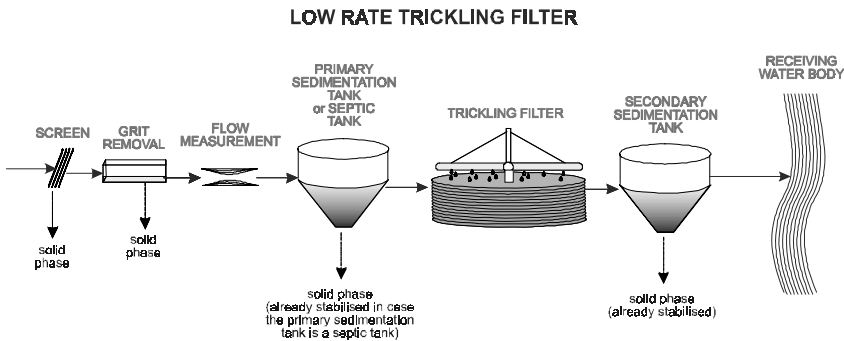 LOW RATE TRICKLING FILTER
SCREEN
GRIT
REMOVAL
FLOW
MEASUREMENT
PRIMARY
SEDIMENTATION
TANK
or SEPTIC
TANK
TRICKLING FILTER
SECONDARY
SEDIMENTATION
TANK
RECEIVING
WATER BODY
solid
phase
solid
phase
solid phase
(already stabilised in case
the primary sedimentation
tank is a septic tank)
solid phase
(already stabilised)